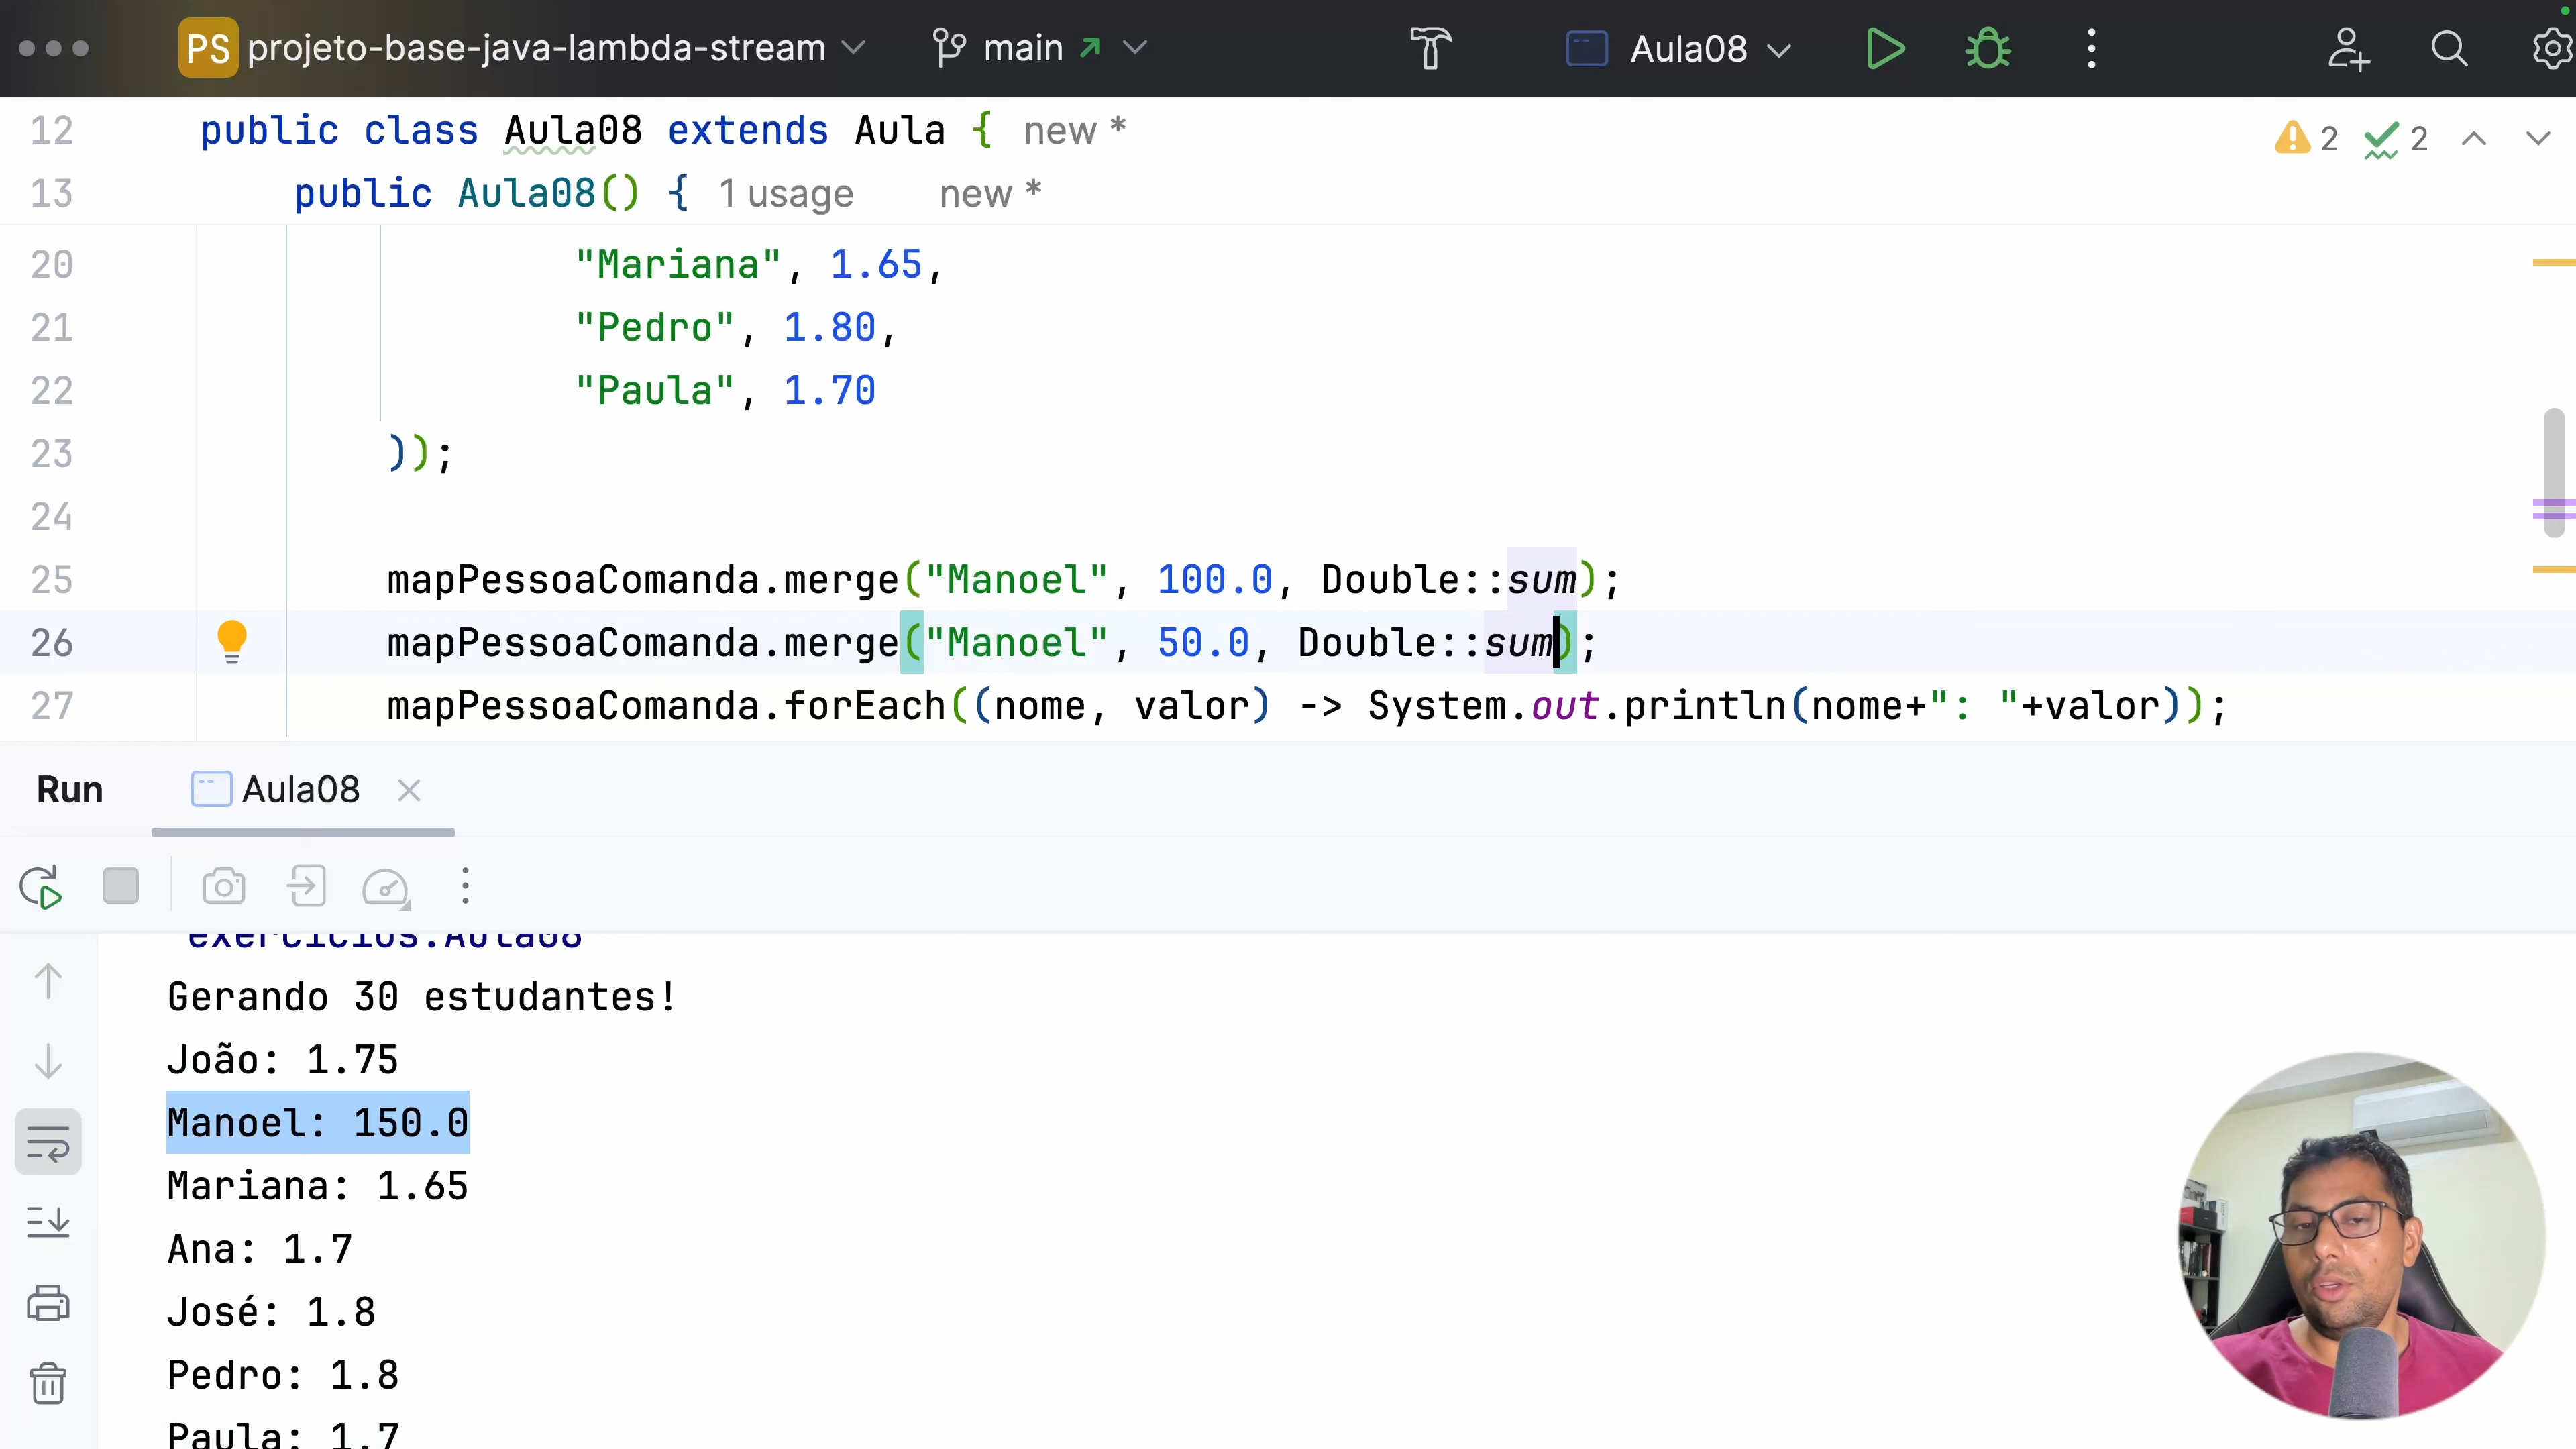 PS projeto-base-java-lambda-stream main Aula08
12 public class Aula08 extends Aula { new * 2 2
13 public Aula08() { 1 usage new *
20 "Mariana", 1.65,
21 "Pedro", 1.80,
22 "Paula", 1.70
23 ));
24
25 mapPessoaComanda.merge("Manoel", 100.0, Double::sum);
26 mapPessoaComanda.merge("Manoel", 50.0, Double::sum);
27 mapPessoaComanda.forEach((nome, valor) -> System.out.println(nome+": "+valor));
Run Aula08
exercicios.Aula08
Gerando 30 estudantes!
João: 1.75
Manoel: 150.0
Mariana: 1.65
Ana: 1.7
José: 1.8
Pedro: 1.8
Paula: 1.7